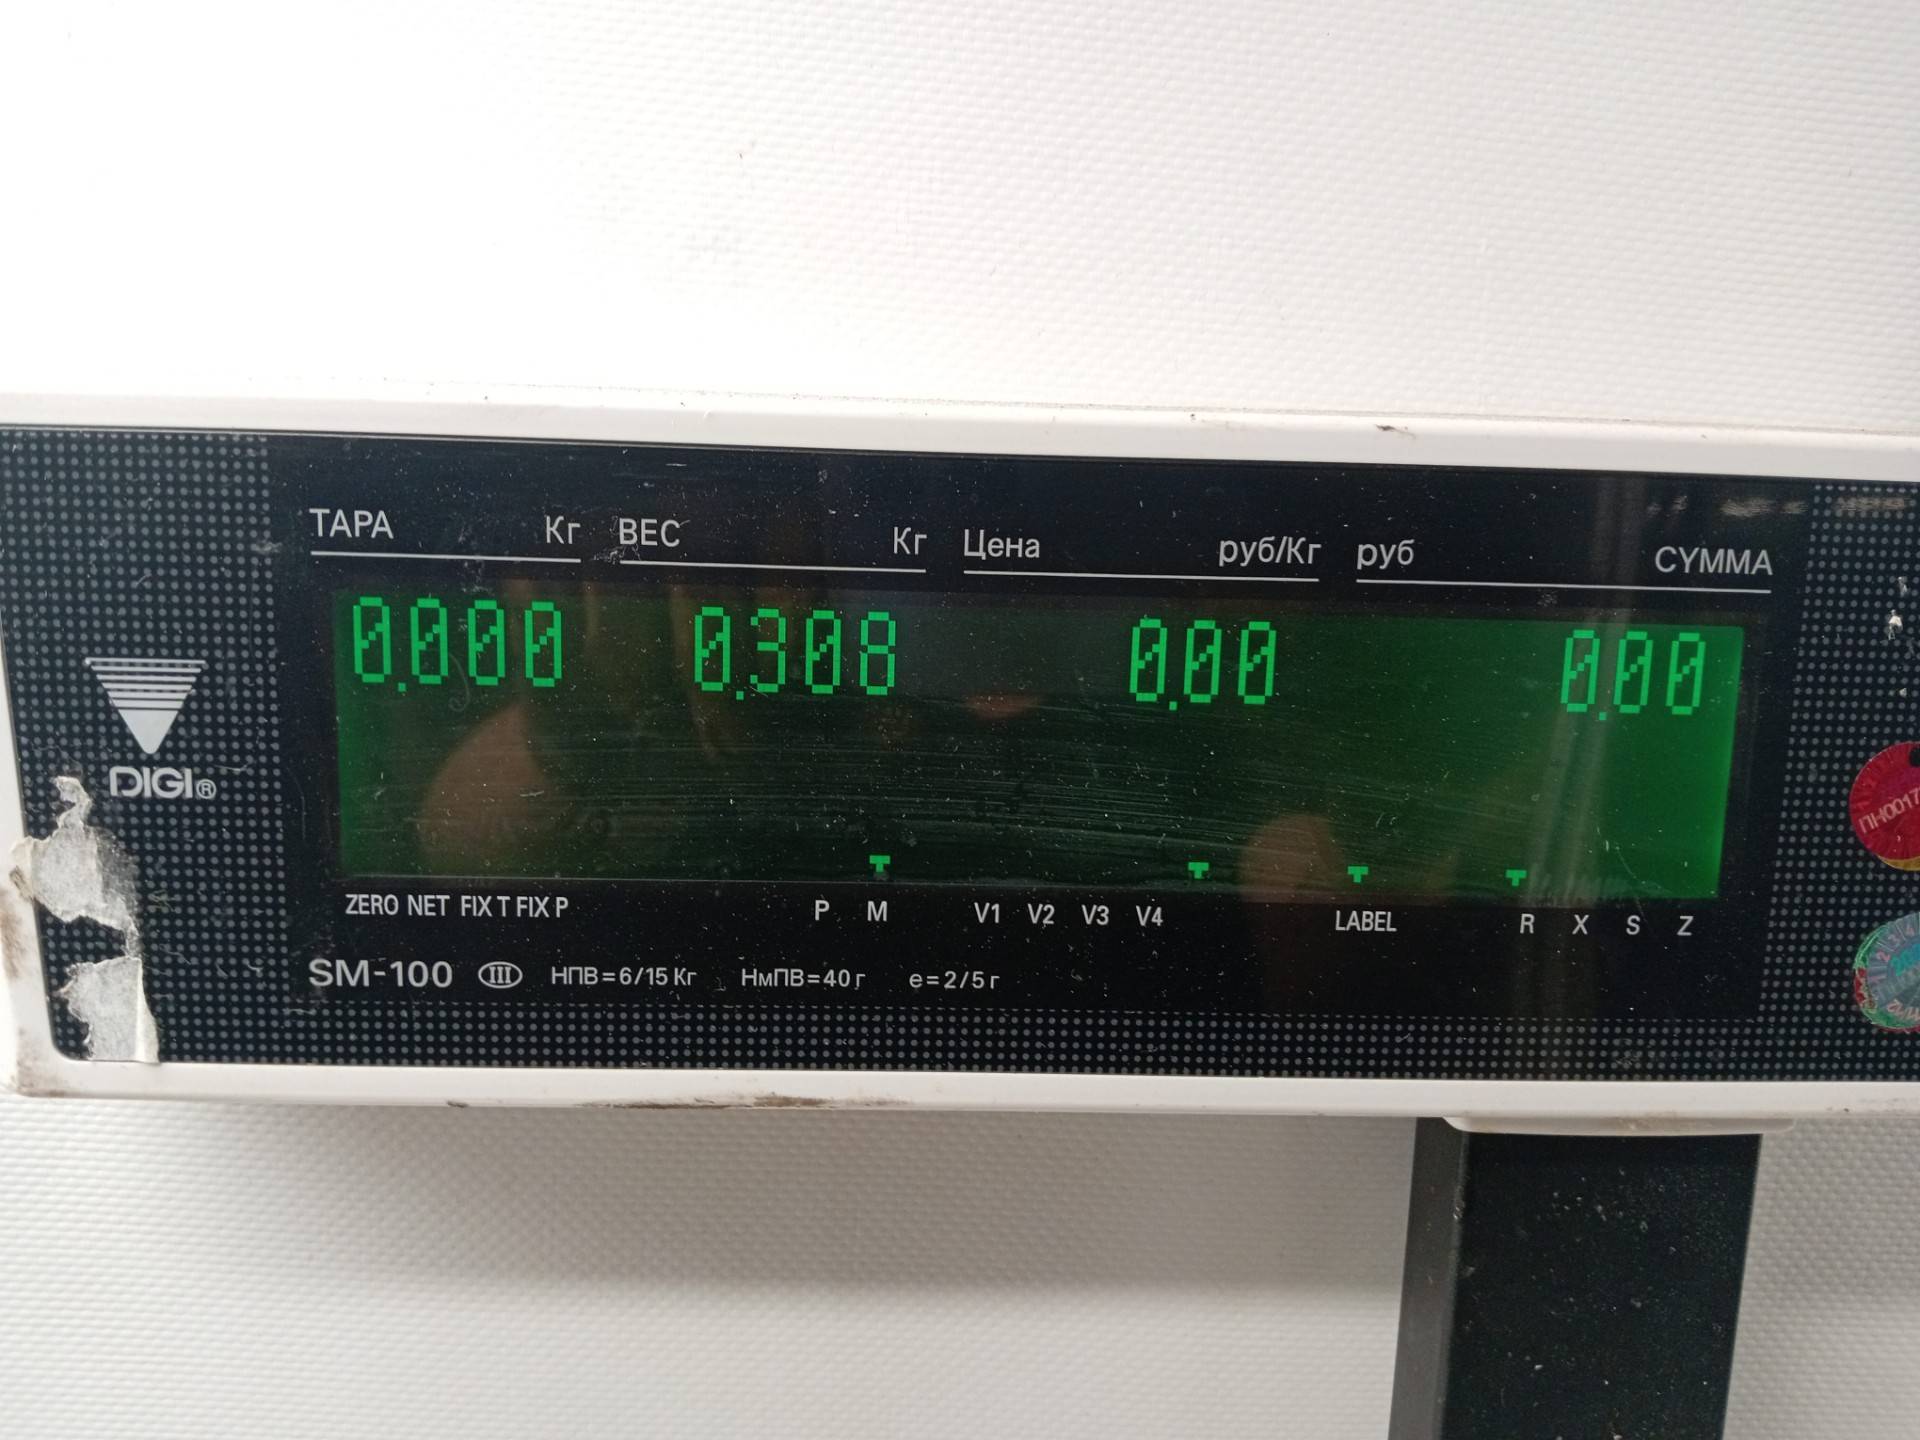 ТАРА Кг ВЕС Кг Цена руб/Кг руб СУММА
0.000 0.308 0.00 0.00
DIGI®
ZERO NET FIX T FIX P P M V1 V2 V3 V4 LABEL R X S Z
SM-100 III НПВ=6/15 Кг НмПВ=40 г e=2/5 г